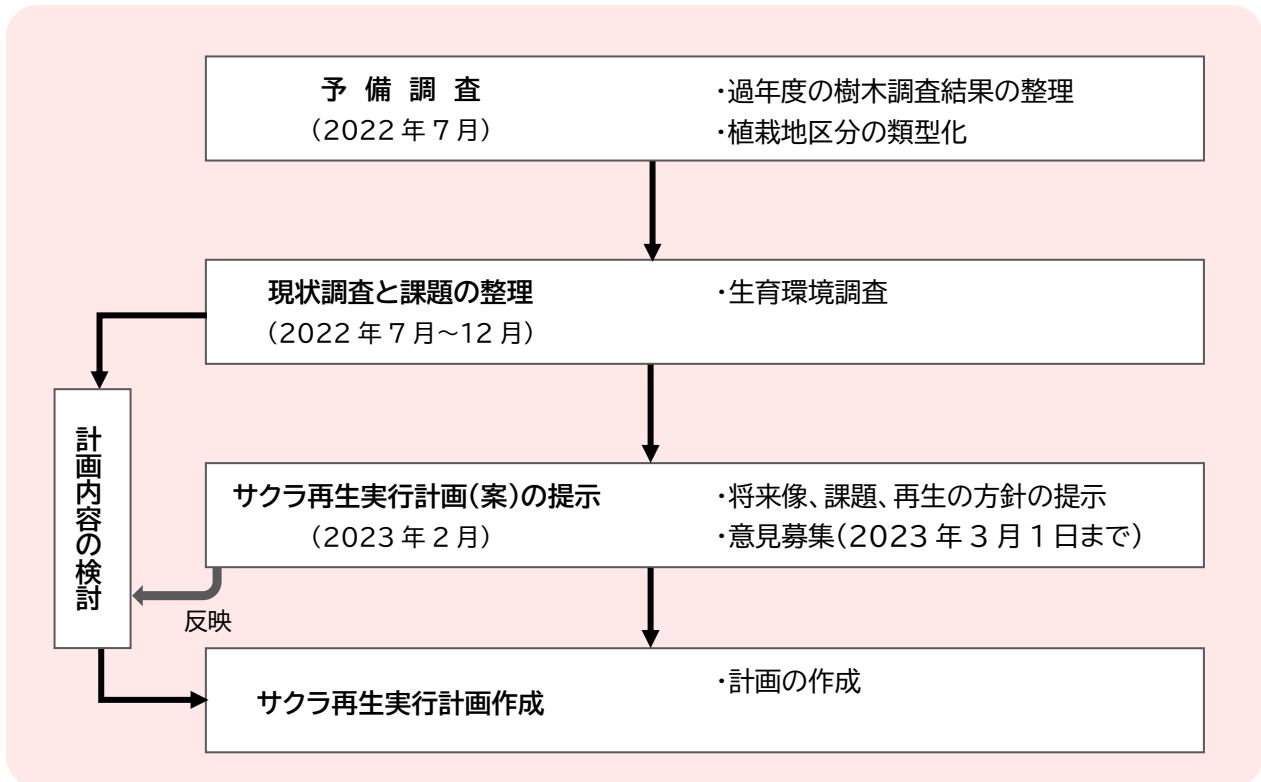 予 備 調 査
（2022 年 7 月）
・過年度の樹木調査結果の整理
・植栽地区分の類型化
現状調査と課題の整理
（2022 年 7 月～12 月）
・生育環境調査
計画内容の検討
サクラ再生実行計画（案）の提示
（2023 年 2 月）
・将来像、課題、再生の方針の提示
・意見募集（2023 年 3 月 1 日まで）
反映
サクラ再生実行計画作成
・計画の作成